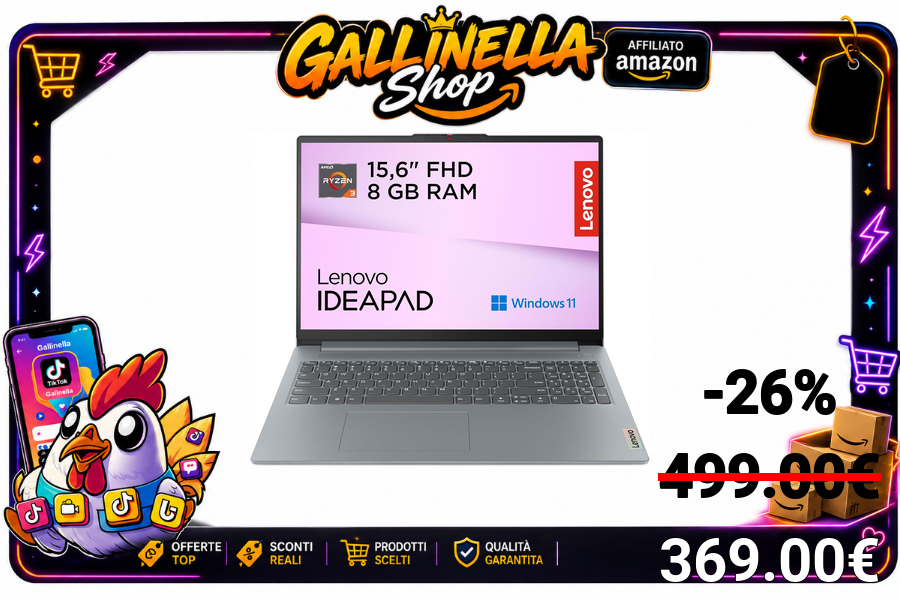 GALLINELLA
Shop
AFFILIATO
amazon
AMD
RYZEN
3
15,6" FHD
8 GB RAM
Lenovo
Lenovo
IDEAPAD
Windows 11
Lenovo
Gallinella
TikTok
Gallinella
-26%
499.00€
369.00€
OFFERTE
TOP
SCONTI
REALI
PRODOTTI
SCELTI
QUALITÀ
GARANTITA